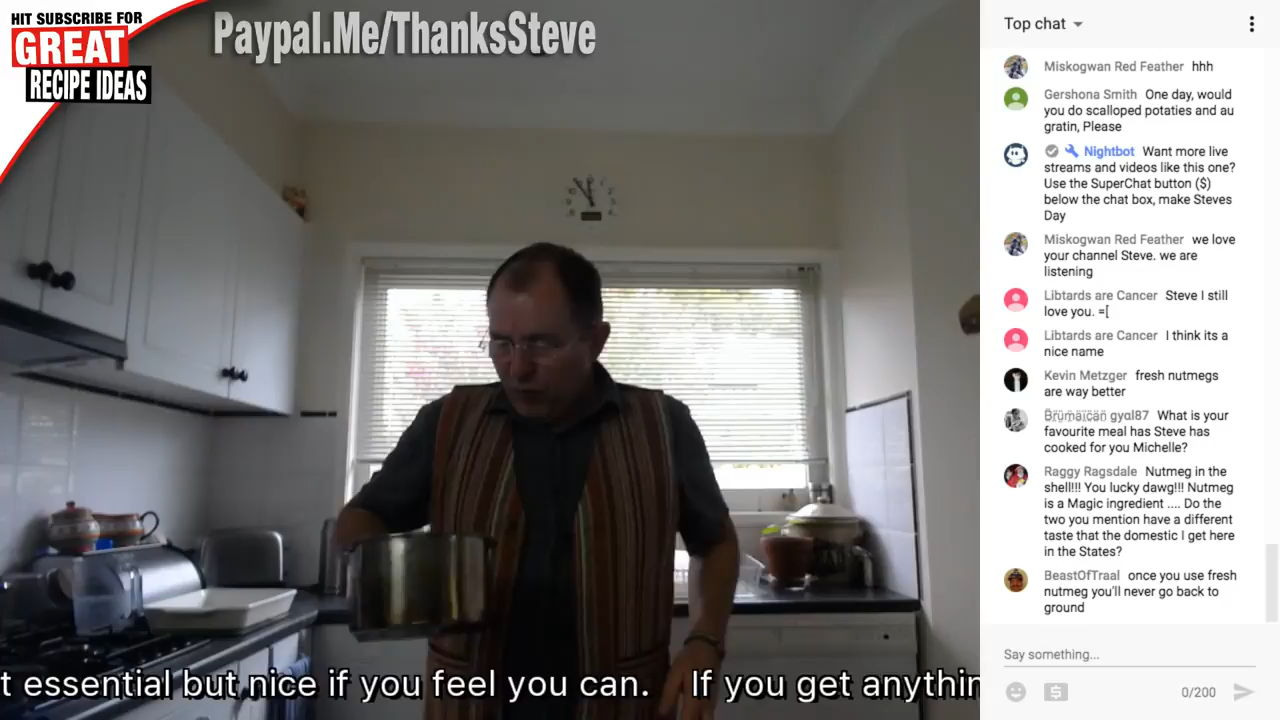 HIT SUBSCRIBE FOR
GREAT
RECIPE IDEAS
Paypal.Me/ThanksSteve
t essential but nice if you feel you can. If you get anythin
Top chat
Miskogwan Red Feather hhh
Gershona Smith One day, would
you do scalloped potaties and au
gratin, Please
Nightbot Want more live
streams and videos like this one?
Use the SuperChat button ($)
below the chat box, make Steves
Day
Miskogwan Red Feather we love
your channel Steve. we are
listening
Libtards are Cancer Steve I still
love you. =[
Libtards are Cancer I think its a
nice name
Kevin Metzger fresh nutmegs
are way better
gyal87 What is your
favourite meal has Steve has
cooked for you Michelle?
Raggy Ragsdale Nutmeg in the
shell!!! You lucky dawg!!! Nutmeg
is a Magic ingredient .... Do the
two you mention have a different
taste that the domestic I get here
in the States?
BeastOfTraal once you use fresh
nutmeg you'll never go back to
ground
Say something...
0/200